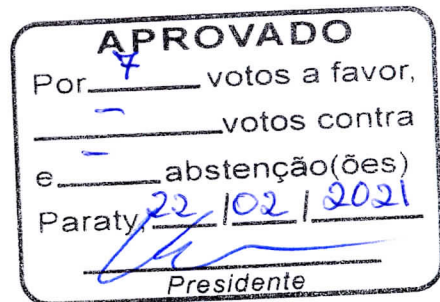 APROVADO
Por 7 votos a favor,
- votos contra
e - abstenção(ões)
Paraty, 22 / 02 / 2021
Presidente